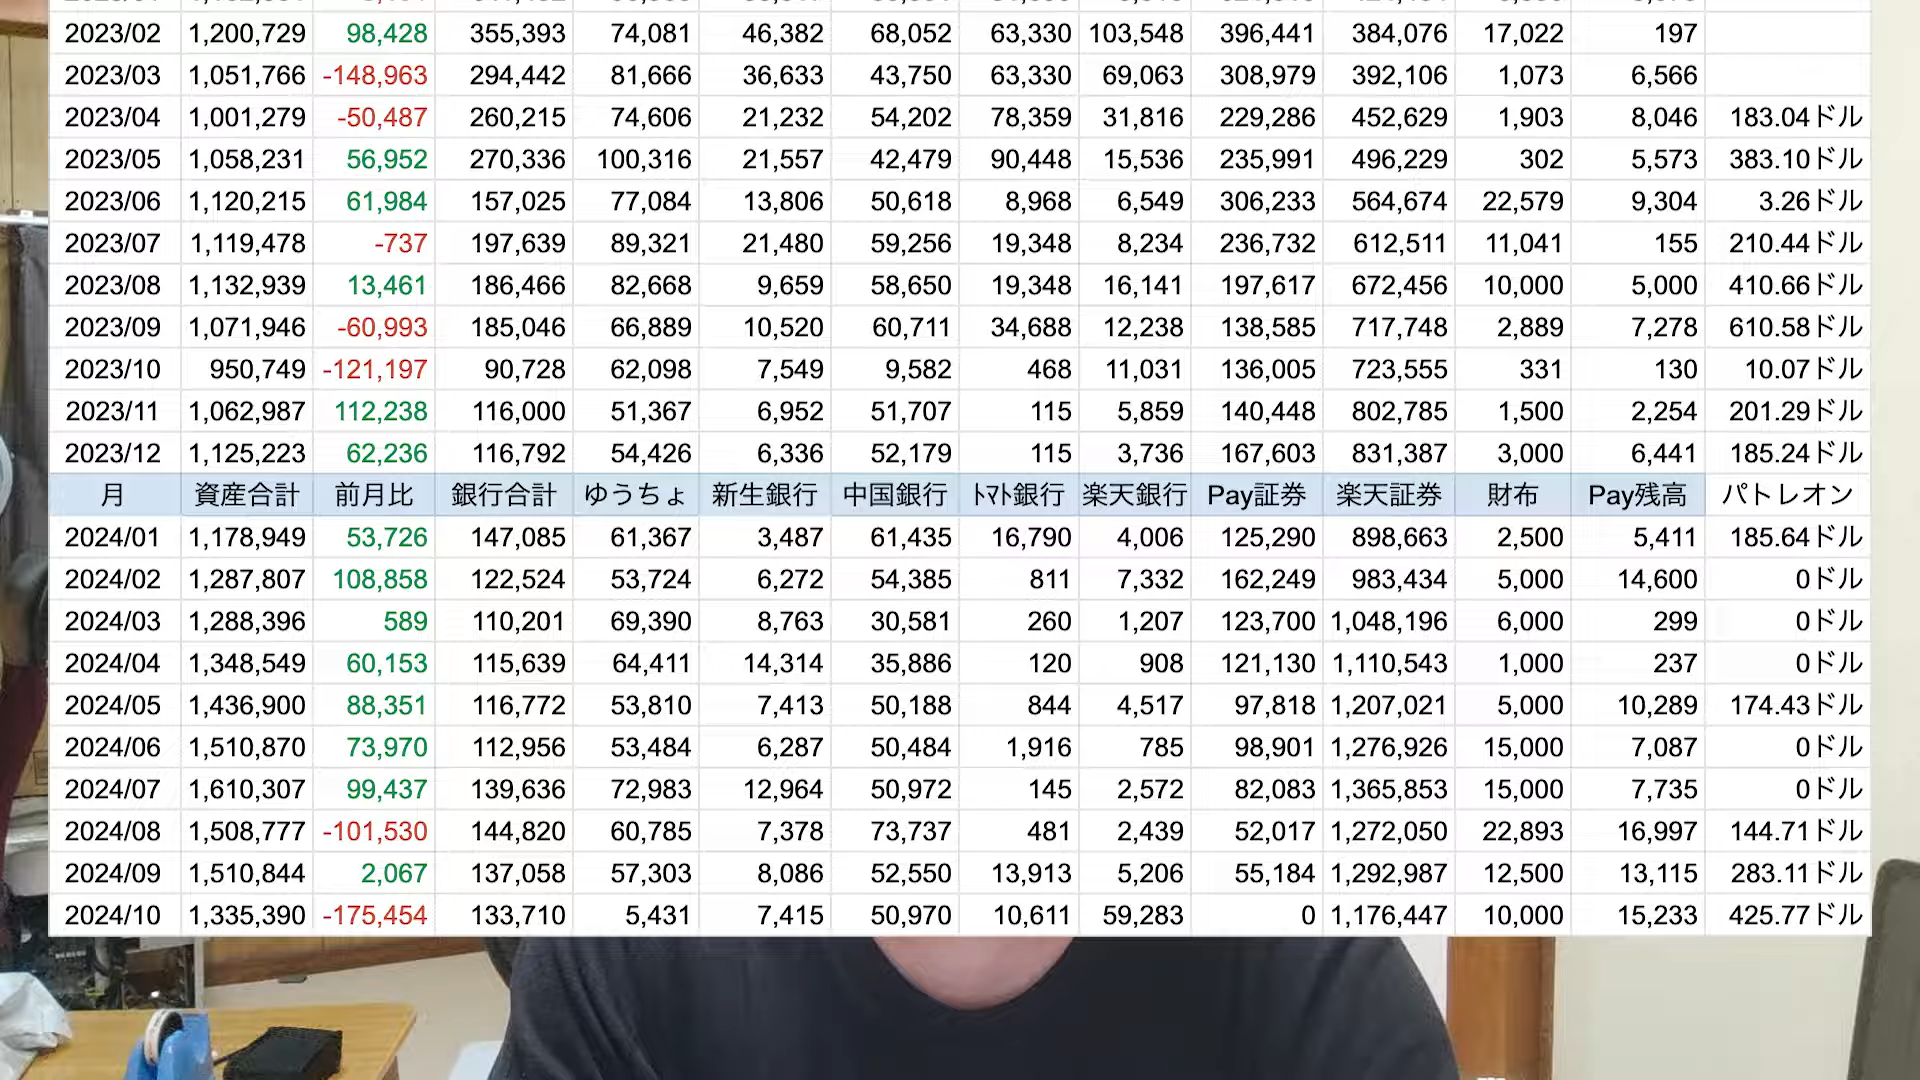 2023/02 1,200,729 98,428 355,393 74,081 46,382 68,052 63,330 103,548 396,441 384,076 17,022 197
2023/03 1,051,766 -148,963 294,442 81,666 36,633 43,750 63,330 69,063 308,979 392,106 1,073 6,566
2023/04 1,001,279 -50,487 260,215 74,606 21,232 54,202 78,359 31,816 229,286 452,629 1,903 8,046 183.04ドル
2023/05 1,058,231 56,952 270,336 100,316 21,557 42,479 90,448 15,536 235,991 496,229 302 5,573 383.10ドル
2023/06 1,120,215 61,984 157,025 77,084 13,806 50,618 8,968 6,549 306,233 564,674 22,579 9,304 3.26ドル
2023/07 1,119,478 -737 197,639 89,321 21,480 59,256 19,348 8,234 236,732 612,511 11,041 155 210.44ドル
2023/08 1,132,939 13,461 186,466 82,668 9,659 58,650 19,348 16,141 197,617 672,456 10,000 5,000 410.66ドル
2023/09 1,071,946 -60,993 185,046 66,889 10,520 60,711 34,688 12,238 138,585 717,748 2,889 7,278 610.58ドル
2023/10 950,749 -121,197 90,728 62,098 7,549 9,582 468 11,031 136,005 723,555 331 130 10.07ドル
2023/11 1,062,987 112,238 116,000 51,367 6,952 51,707 115 5,859 140,448 802,785 1,500 2,254 201.29ドル
2023/12 1,125,223 62,236 116,792 54,426 6,336 52,179 115 3,736 167,603 831,387 3,000 6,441 185.24ドル
月 資産合計 前月比 銀行合計 ゆうちょ 新生銀行 中国銀行 ﾄﾏﾄ銀行 楽天銀行 Pay証券 楽天証券 財布 Pay残高 パトレオン
2024/01 1,178,949 53,726 147,085 61,367 3,487 61,435 16,790 4,006 125,290 898,663 2,500 5,411 185.64ドル
2024/02 1,287,807 108,858 122,524 53,724 6,272 54,385 811 7,332 162,249 983,434 5,000 14,600 0ドル
2024/03 1,288,396 589 110,201 69,390 8,763 30,581 260 1,207 123,700 1,048,196 6,000 299 0ドル
2024/04 1,348,549 60,153 115,639 64,411 14,314 35,886 120 908 121,130 1,110,543 1,000 237 0ドル
2024/05 1,436,900 88,351 116,772 53,810 7,413 50,188 844 4,517 97,818 1,207,021 5,000 10,289 174.43ドル
2024/06 1,510,870 73,970 112,956 53,484 6,287 50,484 1,916 785 98,901 1,276,926 15,000 7,087 0ドル
2024/07 1,610,307 99,437 139,636 72,983 12,964 50,972 145 2,572 82,083 1,365,853 15,000 7,735 0ドル
2024/08 1,508,777 -101,530 144,820 60,785 7,378 73,737 481 2,439 52,017 1,272,050 22,893 16,997 144.71ドル
2024/09 1,510,844 2,067 137,058 57,303 8,086 52,550 13,913 5,206 55,184 1,292,987 12,500 13,115 283.11ドル
2024/10 1,335,390 -175,454 133,710 5,431 7,415 50,970 10,611 59,283 0 1,176,447 10,000 15,233 425.77ドル